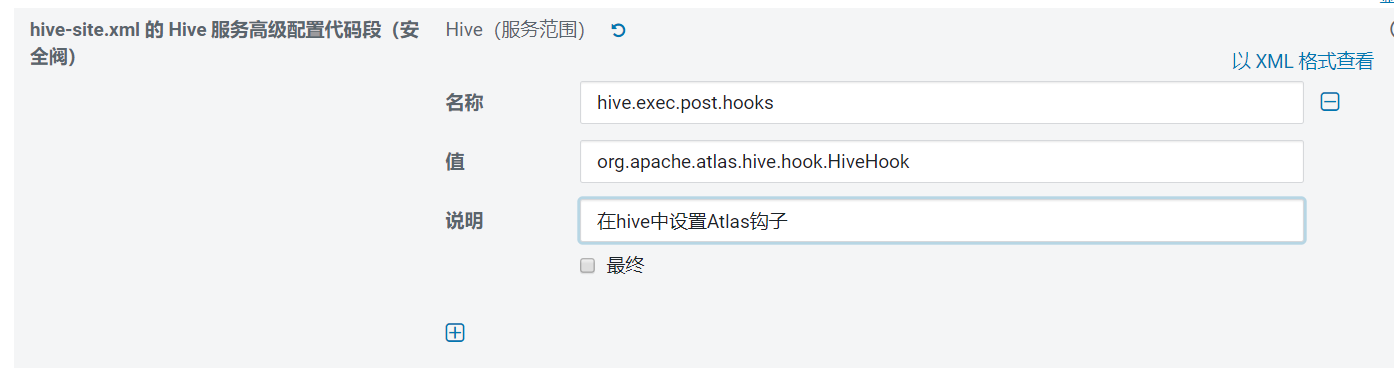 hive-site.xml 的 Hive 服务高级配置代码段（安
全阀）
Hive（服务范围）
以 XML 格式查看
名称
hive.exec.post.hooks
值
org.apache.atlas.hive.hook.HiveHook
说明
在hive中设置Atlas钩子
最终